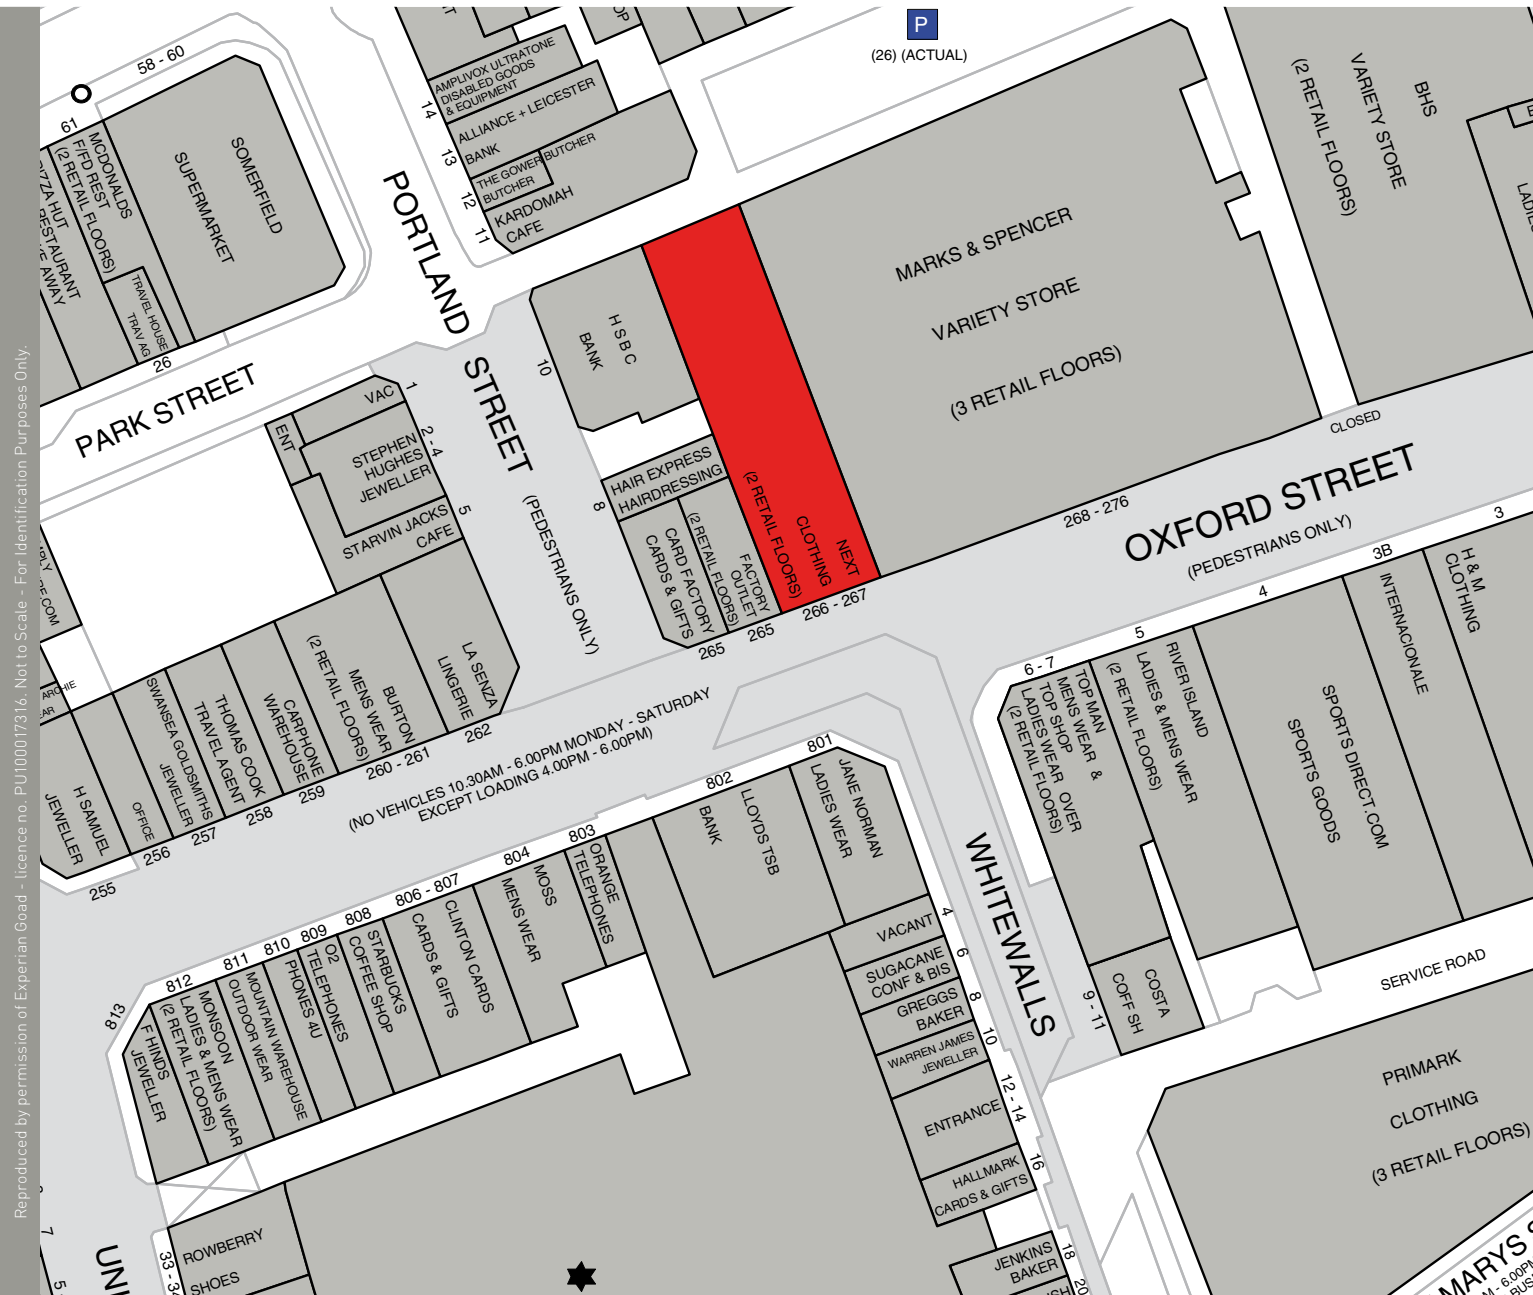 58 - 60
P
(26) (ACTUAL)
AMPLIVOX ULTRATONE
DISABLED GOODS
& EQUIPMENT
14
ALLIANCE + LEICESTER
BANK
13
THE GOWER
BUTCHER
BUTCHER
12
KARDOMAH
CAFE
11
61
MCDONALDS
F/FD REST
(2 RETAIL FLOORS)
SOMERFIELD
SUPERMARKET
RESTAURANT
AWAY
TRAVEL HOUSE
TRAV AG
26
PARK STREET
PORTLAND
STREET
(PEDESTRIANS ONLY)
BHS
VARIETY STORE
(2 RETAIL FLOORS)
MARKS & SPENCER
VARIETY STORE
(3 RETAIL FLOORS)
268 - 276
CLOSED
OXFORD STREET
(PEDESTRIANS ONLY)
H S B C
BANK
10
HAIR EXPRESS
HAIRDRESSING
8
CARD FACTORY
CARDS & GIFTS
265
FACTORY
OUTLET
(2 RETAIL FLOORS)
265
NEXT
CLOTHING
(2 RETAIL FLOORS)
266 - 267
VAC
1
ENT
STEPHEN
HUGHES
JEWELLER
2 - 4
STARVIN JACKS
CAFE
5
LA SENZA
LINGERIE
262
BURTON
MENS WEAR
(2 RETAIL FLOORS)
260 - 261
CARPHONE
WAREHOUSE
259
THOMAS COOK
TRAVEL AGENT
258
SWANSEA GOLDSMITHS
JEWELLER
257
OFFICE
256
H SAMUEL
JEWELLER
255
(NO VEHICLES 10.30AM - 6.00PM MONDAY - SATURDAY
EXCEPT LOADING 4.00PM - 6.00PM)
3
H & M
CLOTHING
3B
INTERNACIONALE
4
SPORTS DIRECT.COM
SPORTS GOODS
5
RIVER ISLAND
LADIES & MENS WEAR
(2 RETAIL FLOORS)
6 - 7
TOP MAN
MENS WEAR &
TOP SHOP
LADIES WEAR OVER
(2 RETAIL FLOORS)
801
JANE NORMAN
LADIES WEAR
802
LLOYDS TSB
BANK
803
ORANGE
TELEPHONES
804
MOSS
MENS WEAR
806 - 807
CLINTON CARDS
CARDS & GIFTS
808
STARBUCKS
COFFEE SHOP
809
O2
TELEPHONES
810
PHONES 4U
811
MOUNTAIN WAREHOUSE
OUTDOOR WEAR
812
MONSOON
LADIES & MENS WEAR
(2 RETAIL FLOORS)
813
F HINDS
JEWELLER
WHITEWALLS
VACANT
4
SUGACANE
CONF & BIS
6
GREGGS
BAKER
8
WARREN JAMES
JEWELLER
10
ENTRANCE
12 - 14
HALLMARK
CARDS & GIFTS
16
JENKINS
BAKER
18
20
COSTA
COFF SH
9 - 11
SERVICE ROAD
PRIMARK
CLOTHING
(3 RETAIL FLOORS)
MARYS
ROWBERRY
SHOES
7
5
Reproduced by permission of Experian Goad - licence no. PU100017316. Not to Scale - For Identification Purposes Only.